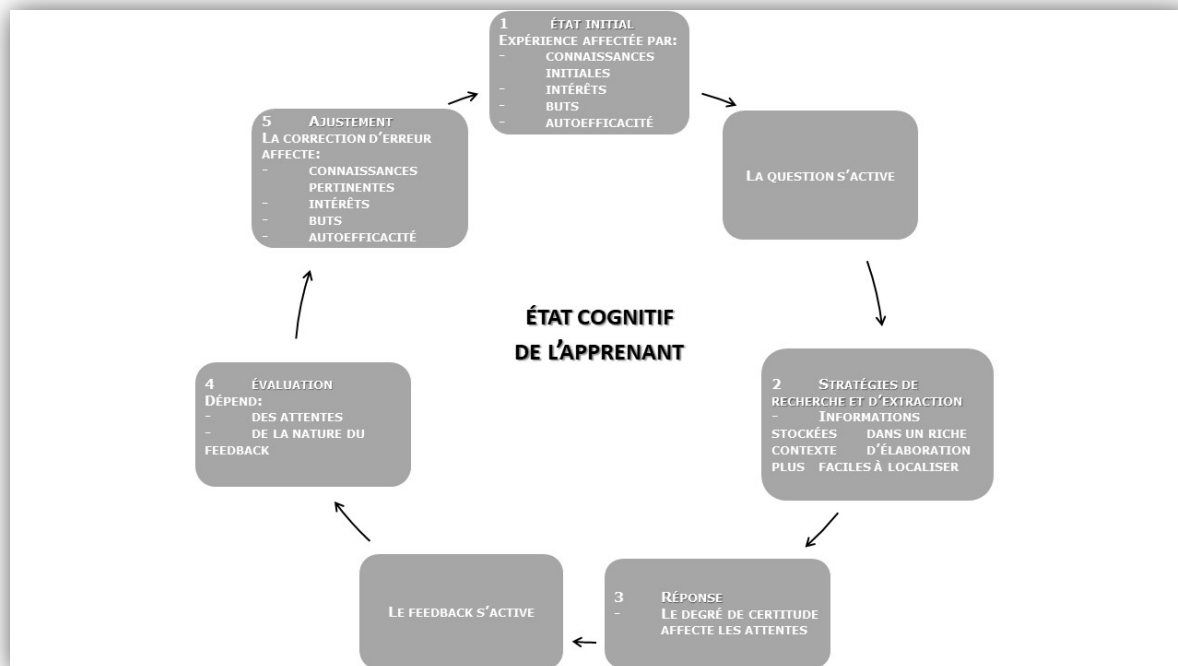 1 ÉTAT INITIAL
EXPÉRIENCE AFFECTÉE PAR:
- CONNAISSANCES
INITIALES
- INTÉRÊTS
- BUTS
- AUTOEFFICACITÉ
LA QUESTION S'ACTIVE
2 STRATÉGIES DE
RECHERCHE ET D'EXTRACTION
- INFORMATIONS
STOCKÉES DANS UN RICHE
CONTEXTE D'ÉLABORATION
PLUS FACILES À LOCALISER
3 RÉPONSE
- LE DEGRÉ DE CERTITUDE
AFFECTE LES ATTENTES
LE FEEDBACK S'ACTIVE
4 ÉVALUATION
DÉPEND:
- DES ATTENTES
- DE LA NATURE DU
FEEDBACK
5 AJUSTEMENT
LA CORRECTION D'ERREUR
AFFECTE:
- CONNAISSANCES
PERTINENTES
- INTÉRÊTS
- BUTS
- AUTOEFFICACITÉ
ÉTAT COGNITIF
DE L'APPRENANT